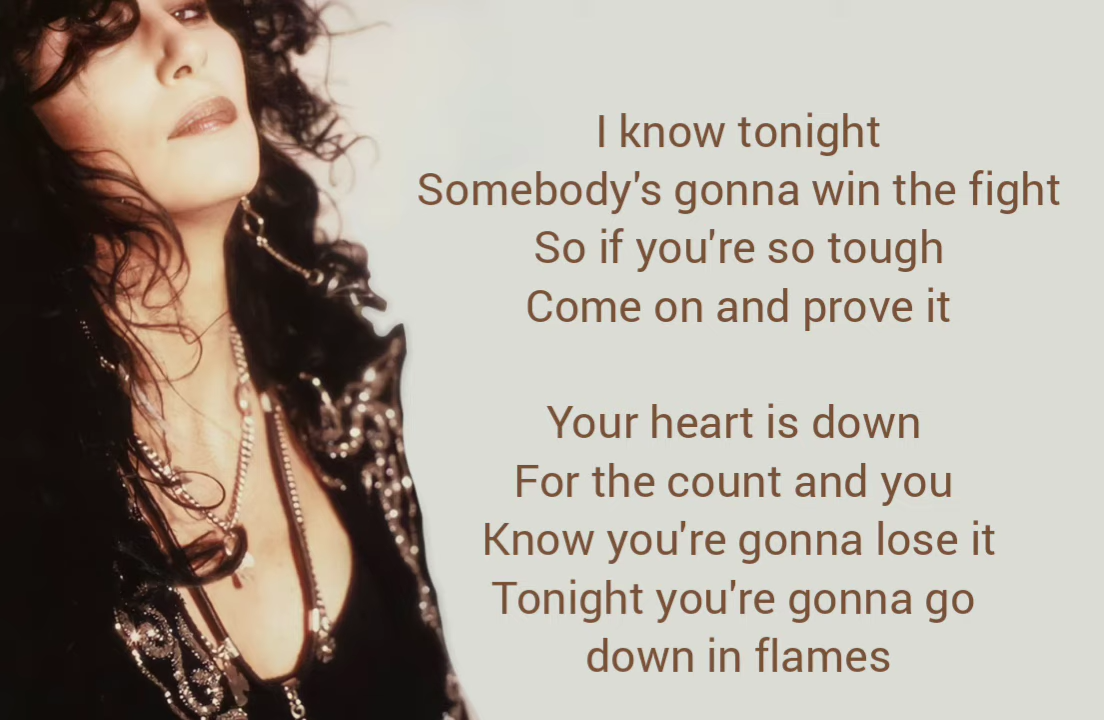 I know tonight
Somebody's gonna win the fight
So if you're so tough
Come on and prove it
Your heart is down
For the count and you
Know you're gonna lose it
Tonight you're gonna go
down in flames